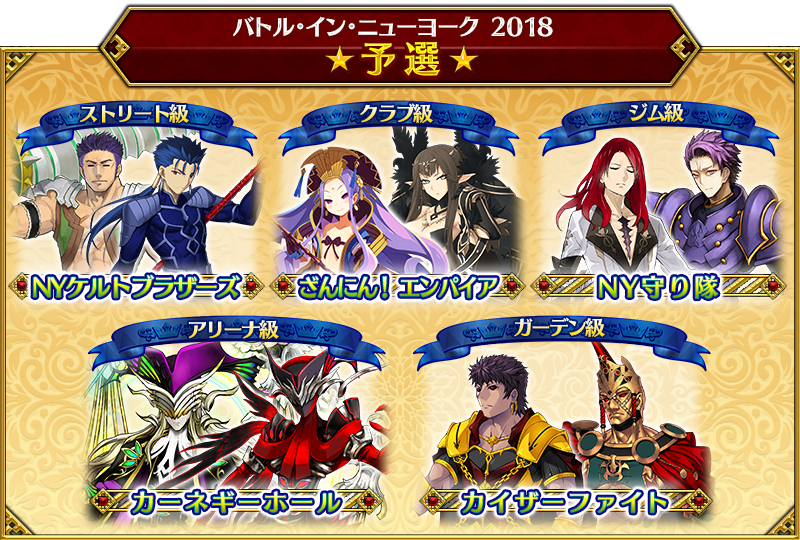 バトル・イン・ニューヨーク 2018
★予選★
ストリート級
クラブ級
ジム級
NYケルトブラザーズ
ざんにん!エンパイア
NY守り隊
アリーナ級
ガーデン級
カーネギーホール
カイザーファイト